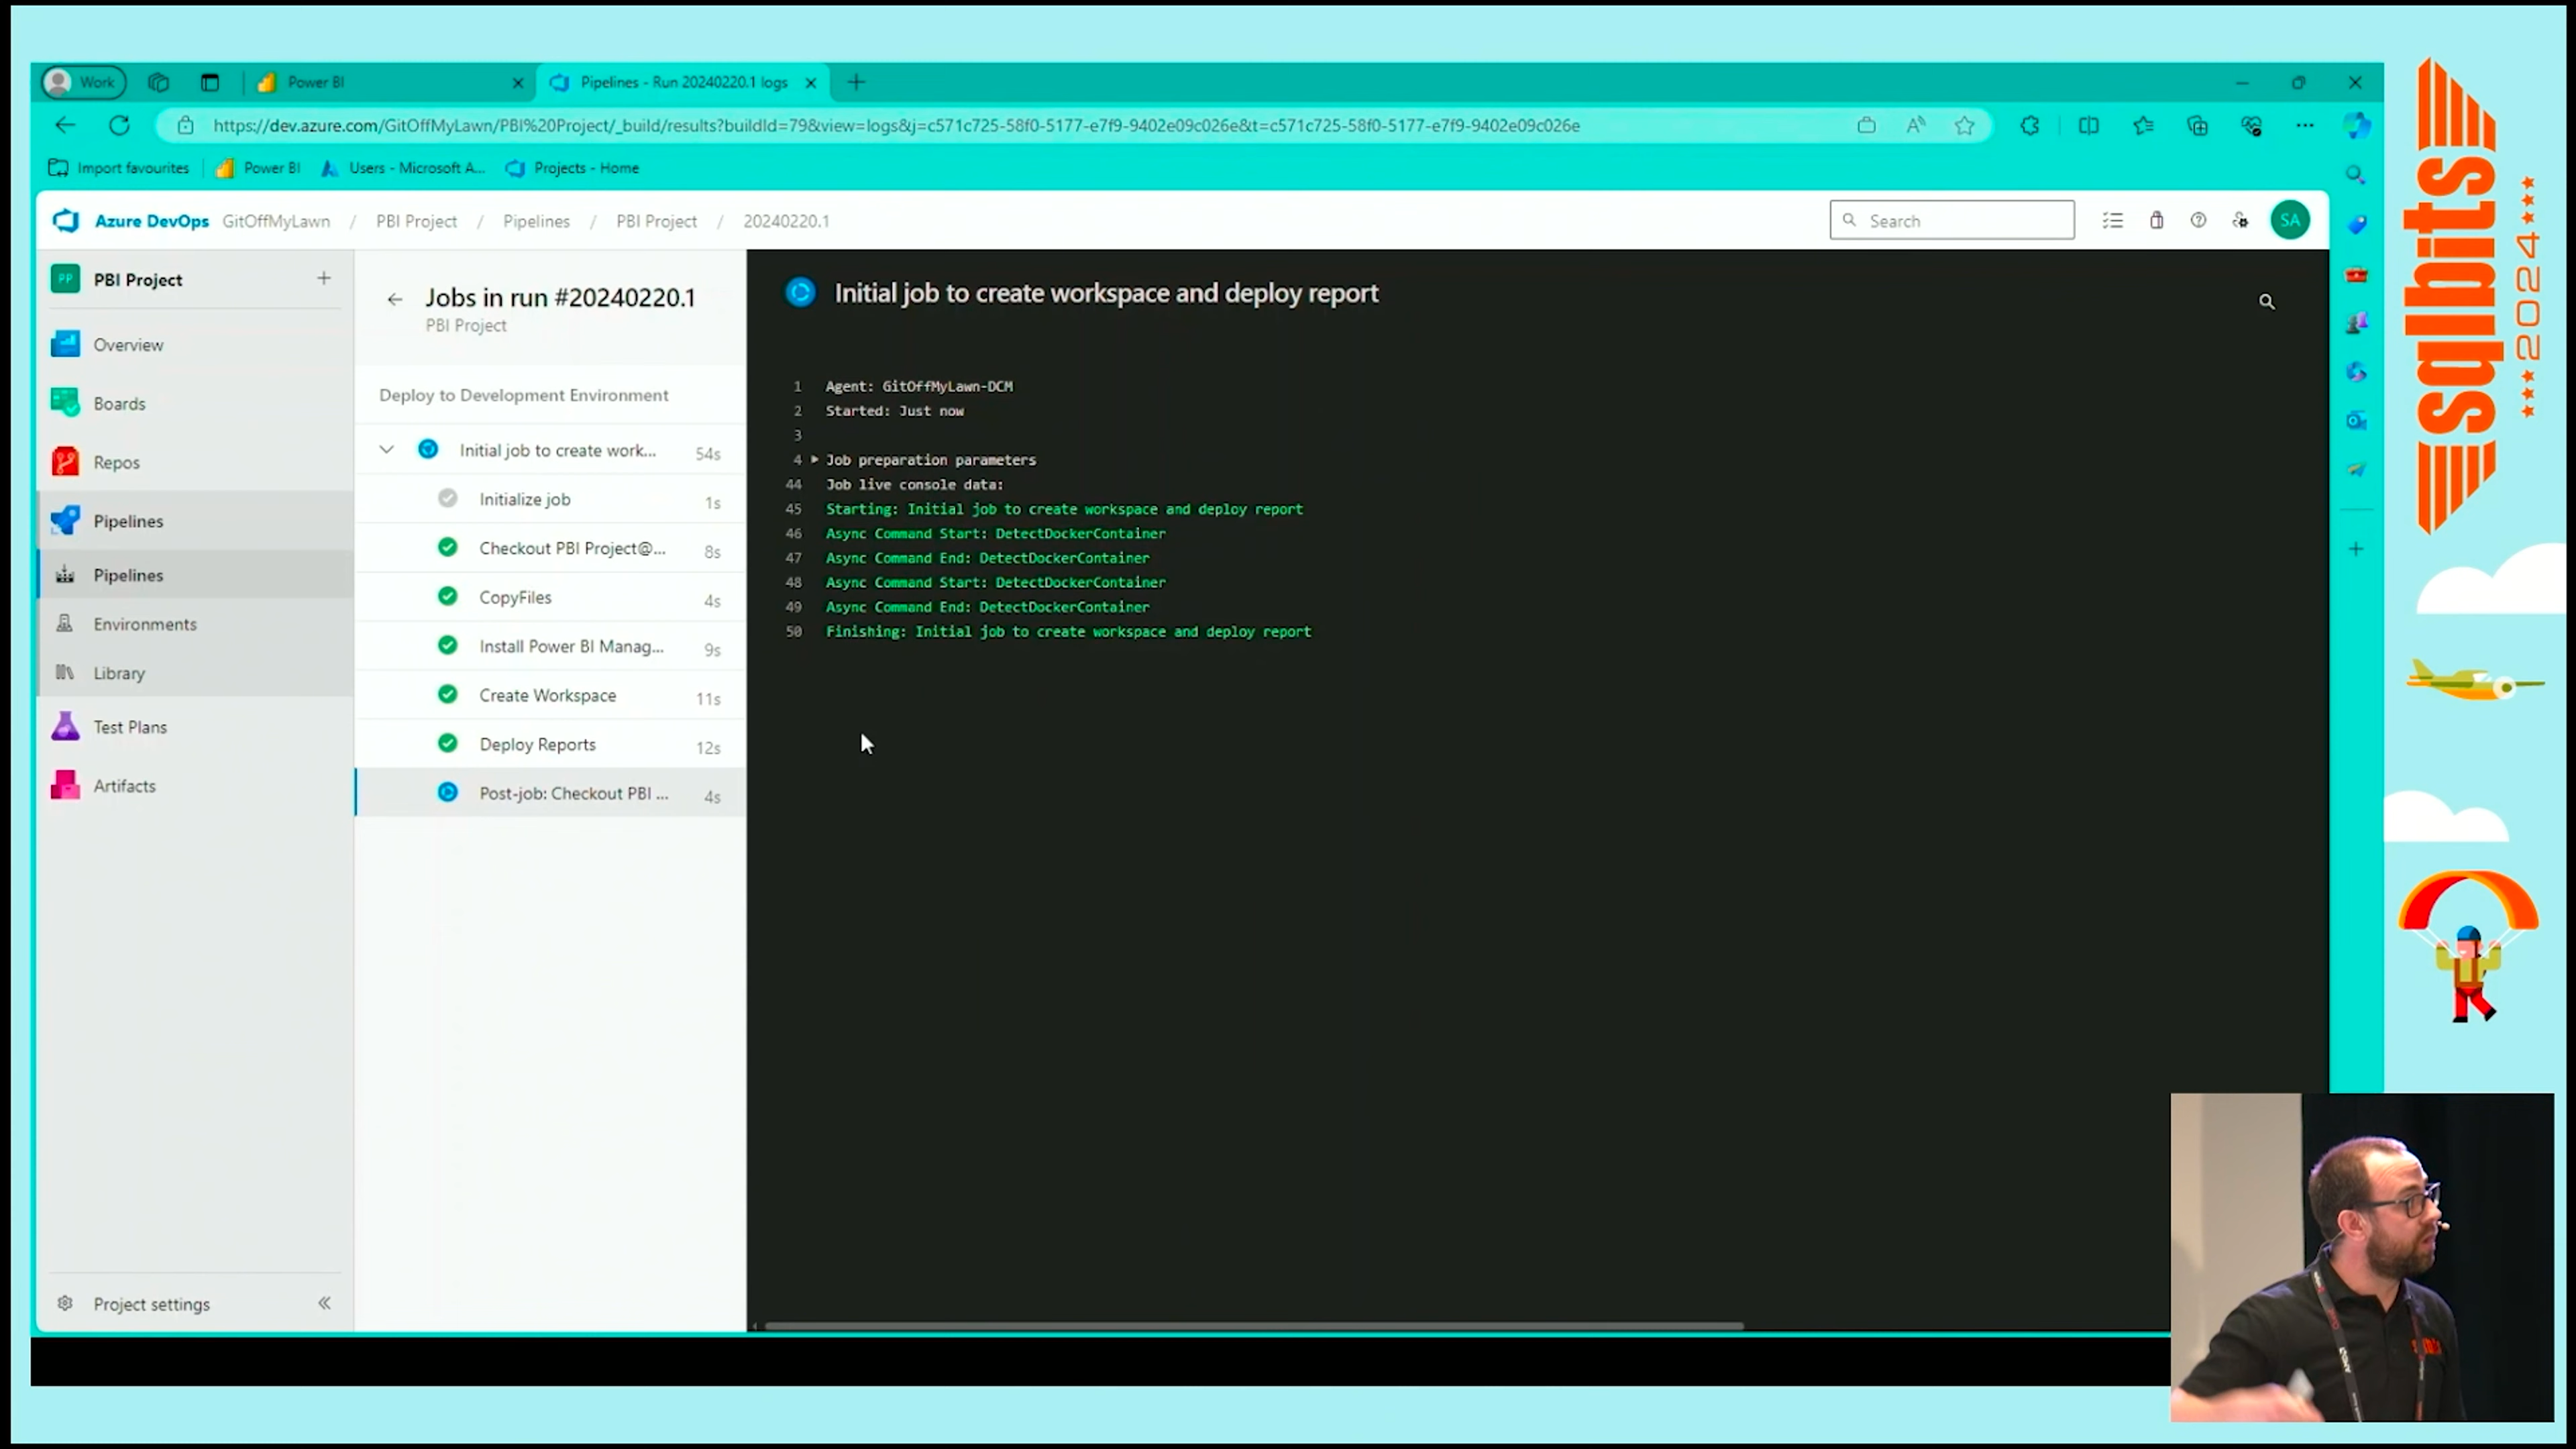 Work
Power BI
Pipelines - Run 20240220.1 logs
https://dev.azure.com/GitOffMyLawn/PBI%20Project/_build/results?buildId=79&view=logs&j=c571c725-58f0-5177-e7f9-9402e09c026e&t=c571c725-58f0-5177-e7f9-9402e09c026e
Import favourites
Power BI
Users - Microsoft A...
Projects - Home
Azure DevOps GitOffMyLawn / PBI Project / Pipelines / PBI Project / 20240220.1
Search
SA
PP PBI Project
Overview
Boards
Repos
Pipelines
Pipelines
Environments
Library
Test Plans
Artifacts
Project settings
Jobs in run #20240220.1
PBI Project
Deploy to Development Environment
Initial job to create work... 54s
Initialize job 1s
Checkout PBI Project@... 8s
CopyFiles 4s
Install Power BI Manag... 9s
Create Workspace 11s
Deploy Reports 12s
Post-job: Checkout PBI ... 4s
Initial job to create workspace and deploy report
1 Agent: GitOffMyLawn-DCM
2 Started: Just now
3
4 Job preparation parameters
44 Job live console data:
45 Starting: Initial job to create workspace and deploy report
46 Async Command Start: DetectDockerContainer
47 Async Command End: DetectDockerContainer
48 Async Command Start: DetectDockerContainer
49 Async Command End: DetectDockerContainer
50 Finishing: Initial job to create workspace and deploy report
sqlbits
2024